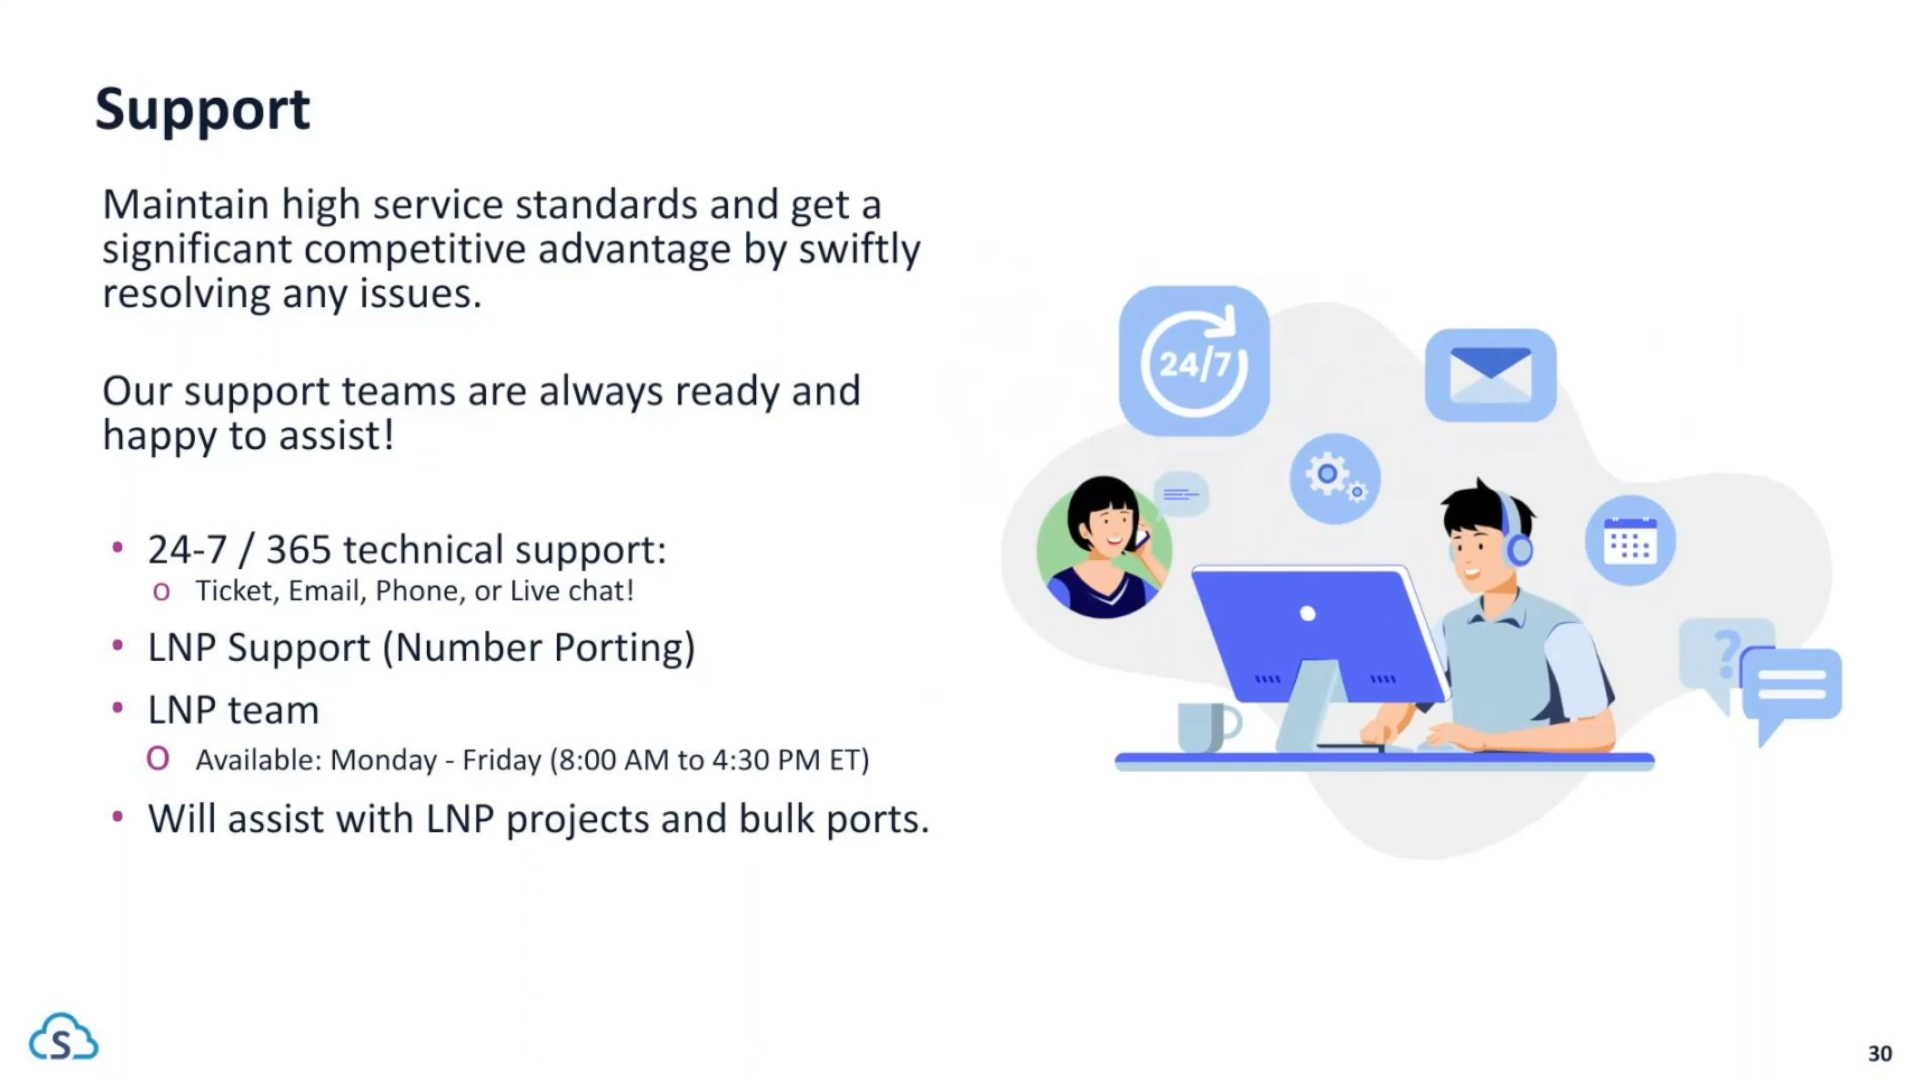 Support
Maintain high service standards and get a
significant competitive advantage by swiftly
resolving any issues.
Our support teams are always ready and
happy to assist!
• 24-7 / 365 technical support:
o Ticket, Email, Phone, or Live chat!
• LNP Support (Number Porting)
• LNP team
O Available: Monday - Friday (8:00 AM to 4:30 PM ET)
• Will assist with LNP projects and bulk ports.
24/7
?
S
30